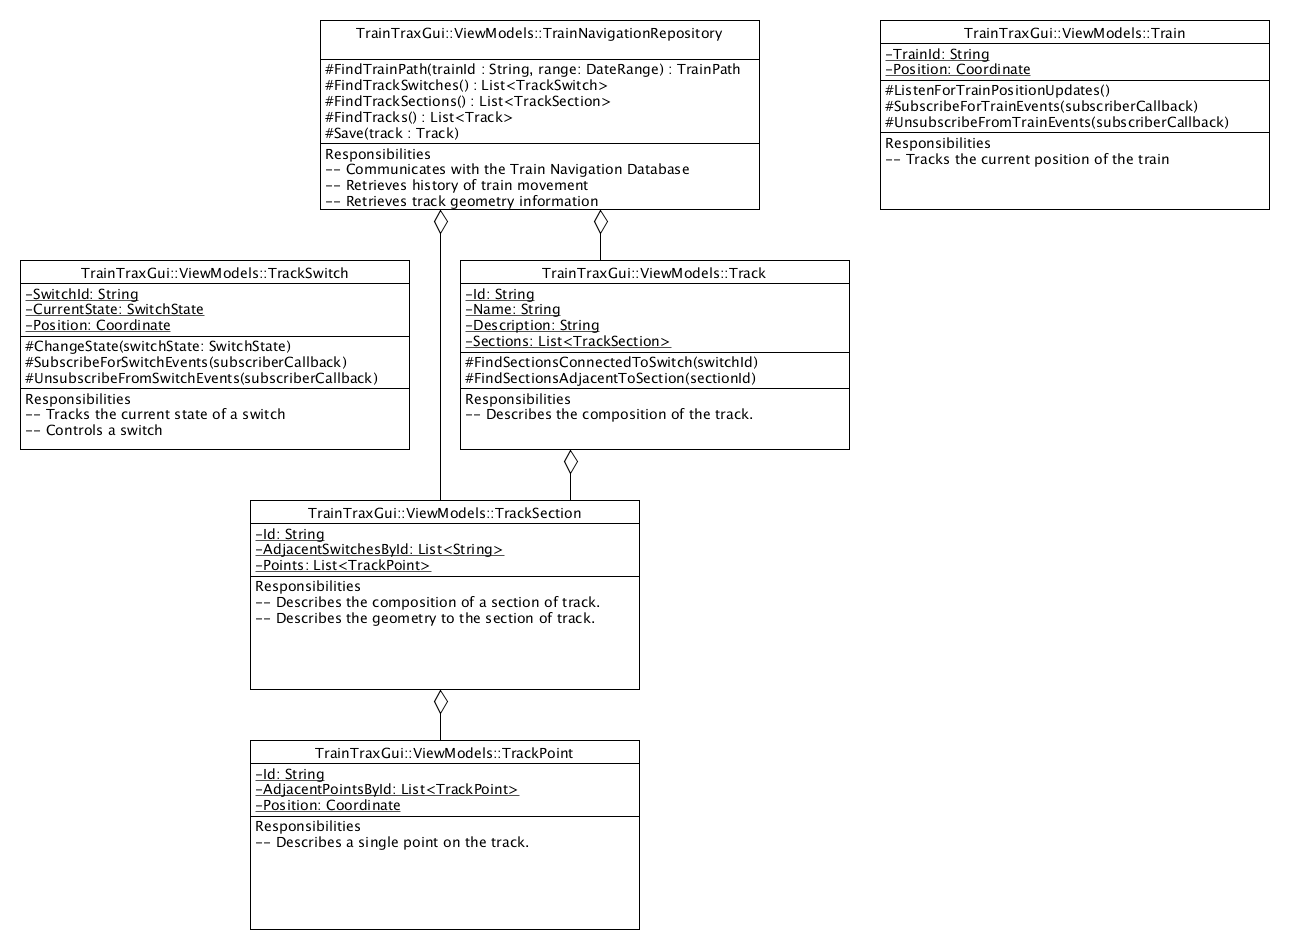 TrainTraxGui::ViewModels::TrainNavigationRepository
#FindTrainPath(trainId : String, range: DateRange) : TrainPath
#FindTrackSwitches() : List<TrackSwitch>
#FindTrackSections() : List<TrackSection>
#FindTracks() : List<Track>
#Save(track : Track)
Responsibilities
-- Communicates with the Train Navigation Database
-- Retrieves history of train movement
-- Retrieves track geometry information
TrainTraxGui::ViewModels::Train
-TrainId: String
-Position: Coordinate
#ListenForTrainPositionUpdates()
#SubscribeForTrainEvents(subscriberCallback)
#UnsubscribeFromTrainEvents(subscriberCallback)
Responsibilities
-- Tracks the current position of the train
TrainTraxGui::ViewModels::TrackSwitch
-SwitchId: String
-CurrentState: SwitchState
-Position: Coordinate
#ChangeState(switchState: SwitchState)
#SubscribeForSwitchEvents(subscriberCallback)
#UnsubscribeFromSwitchEvents(subscriberCallback)
Responsibilities
-- Tracks the current state of a switch
-- Controls a switch
TrainTraxGui::ViewModels::Track
-Id: String
-Name: String
-Description: String
-Sections: List<TrackSection>
#FindSectionsConnectedToSwitch(switchId)
#FindSectionsAdjacentToSection(sectionId)
Responsibilities
-- Describes the composition of the track.
TrainTraxGui::ViewModels::TrackSection
-Id: String
-AdjacentSwitchesById: List<String>
-Points: List<TrackPoint>
Responsibilities
-- Describes the composition of a section of track.
-- Describes the geometry to the section of track.
TrainTraxGui::ViewModels::TrackPoint
-Id: String
-AdjacentPointsById: List<TrackPoint>
-Position: Coordinate
Responsibilities
-- Describes a single point on the track.